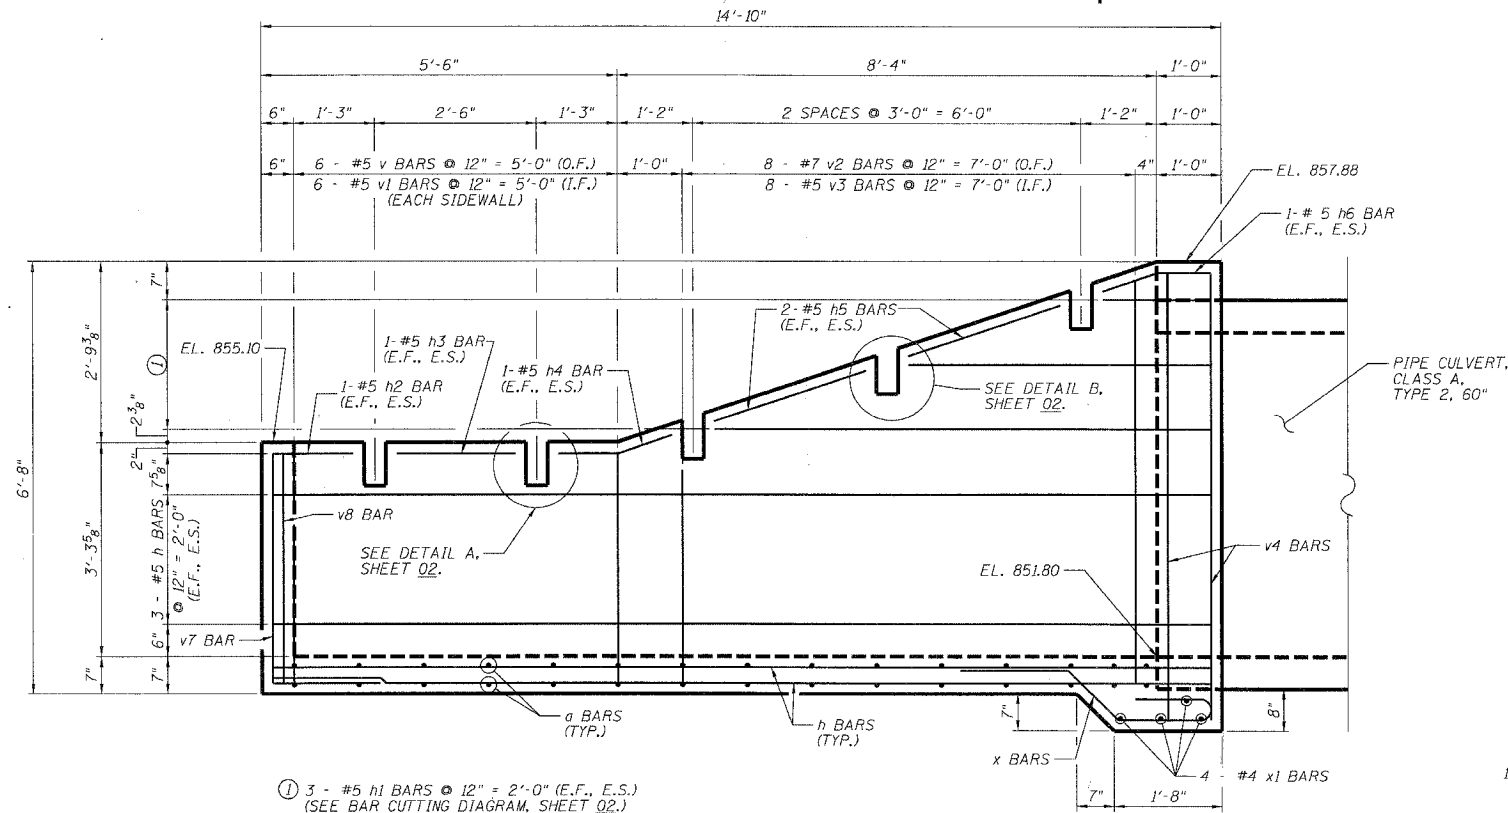 14'-10"
5'-6" 8'-4" 1'-0"
6" 1'-3" 2'-6" 1'-3" 1'-2" 2 SPACES @ 3'-0" = 6'-0" 1'-2" 1'-0"
6" 6 - #5 v BARS @ 12" = 5'-0" (O.F.) 1'-0" 8 - #7 v2 BARS @ 12" = 7'-0" (O.F.) 4" 1'-0"
6 - #5 v1 BARS @ 12" = 5'-0" (I.F.) 8 - #5 v3 BARS @ 12" = 7'-0" (I.F.)
(EACH SIDEWALL)
EL. 857.88
1- # 5 h6 BAR
(E.F., E.S.)
7"
2'-9 3/8"
1
2 3/8"
2"
6'-8"
3'-3 5/8"
7 5/8"
3 - #5 h BARS
@ 12" = 2'-0"
(E.F., E.S.)
6"
7"
7"
EL. 855.10
1-#5 h2 BAR
(E.F., E.S.)
1-#5 h3 BAR
(E.F., E.S.)
1-#5 h4 BAR
(E.F., E.S.)
2-#5 h5 BARS
(E.F., E.S.)
SEE DETAIL B,
SHEET 02.
PIPE CULVERT,
CLASS A,
TYPE 2, 60"
v8 BAR
SEE DETAIL A,
SHEET 02.
v7 BAR
EL. 851.80
v4 BARS
a BARS
(TYP.)
h BARS
(TYP.)
7"
8"
x BARS
4 - #4 x1 BARS
7" 1'-8"
1 3 - #5 h1 BARS @ 12" = 2'-0" (E.F., E.S.)
(SEE BAR CUTTING DIAGRAM, SHEET 02.)
1